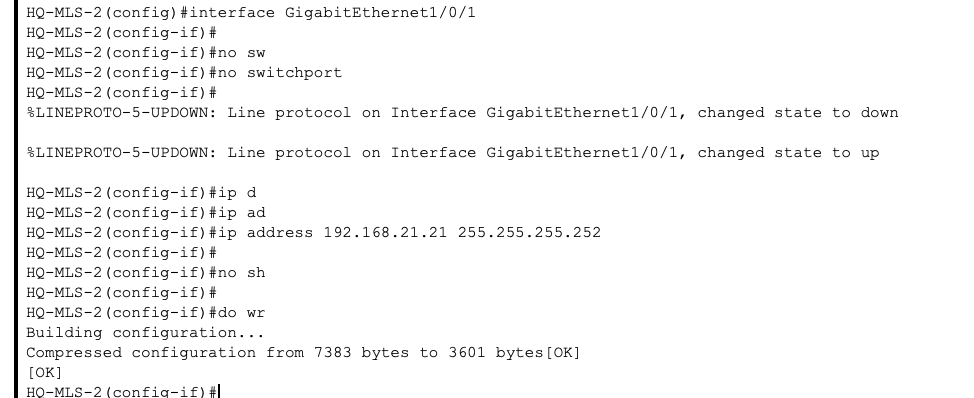 HQ-MLS-2(config)#interface GigabitEthernet1/0/1
HQ-MLS-2(config-if)#
HQ-MLS-2(config-if)#no sw
HQ-MLS-2(config-if)#no switchport
HQ-MLS-2(config-if)#
%LINEPROTO-5-UPDOWN: Line protocol on Interface GigabitEthernet1/0/1, changed state to down
%LINEPROTO-5-UPDOWN: Line protocol on Interface GigabitEthernet1/0/1, changed state to up
HQ-MLS-2(config-if)#ip d
HQ-MLS-2(config-if)#ip ad
HQ-MLS-2(config-if)#ip address 192.168.21.21 255.255.255.252
HQ-MLS-2(config-if)#
HQ-MLS-2(config-if)#no sh
HQ-MLS-2(config-if)#
HQ-MLS-2(config-if)#do wr
Building configuration...
Compressed configuration from 7383 bytes to 3601 bytes[OK]
[OK]
HQ-MLS-2(config-if)#